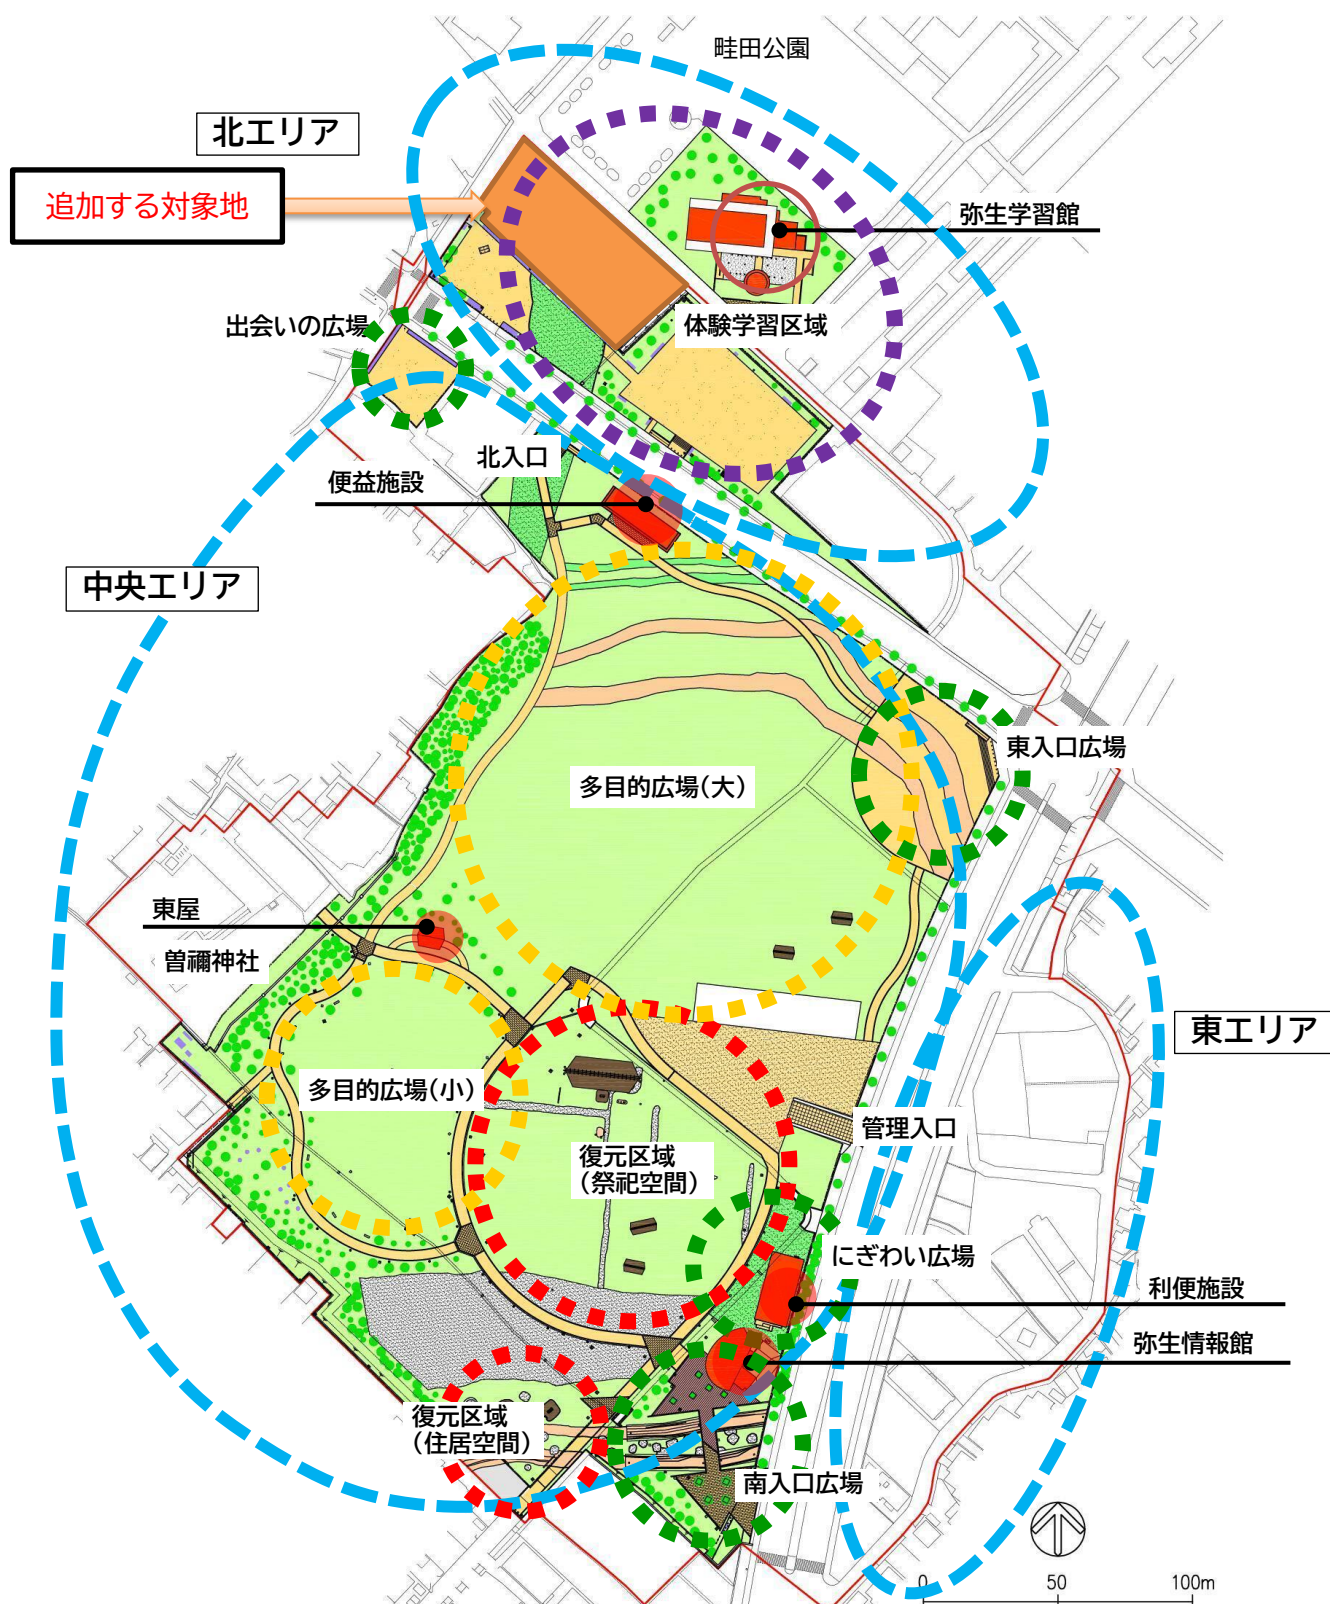 畦田公園
北エリア
追加する対象地
弥生学習館
出会いの広場
体験学習区域
北入口
便益施設
中央エリア
東入口広場
多目的広場(大)
東屋
曽禰神社
東エリア
多目的広場(小)
管理入口
復元区域
(祭祀空間)
にぎわい広場
利便施設
弥生情報館
復元区域
(住居空間)
南入口広場
0 50 100m